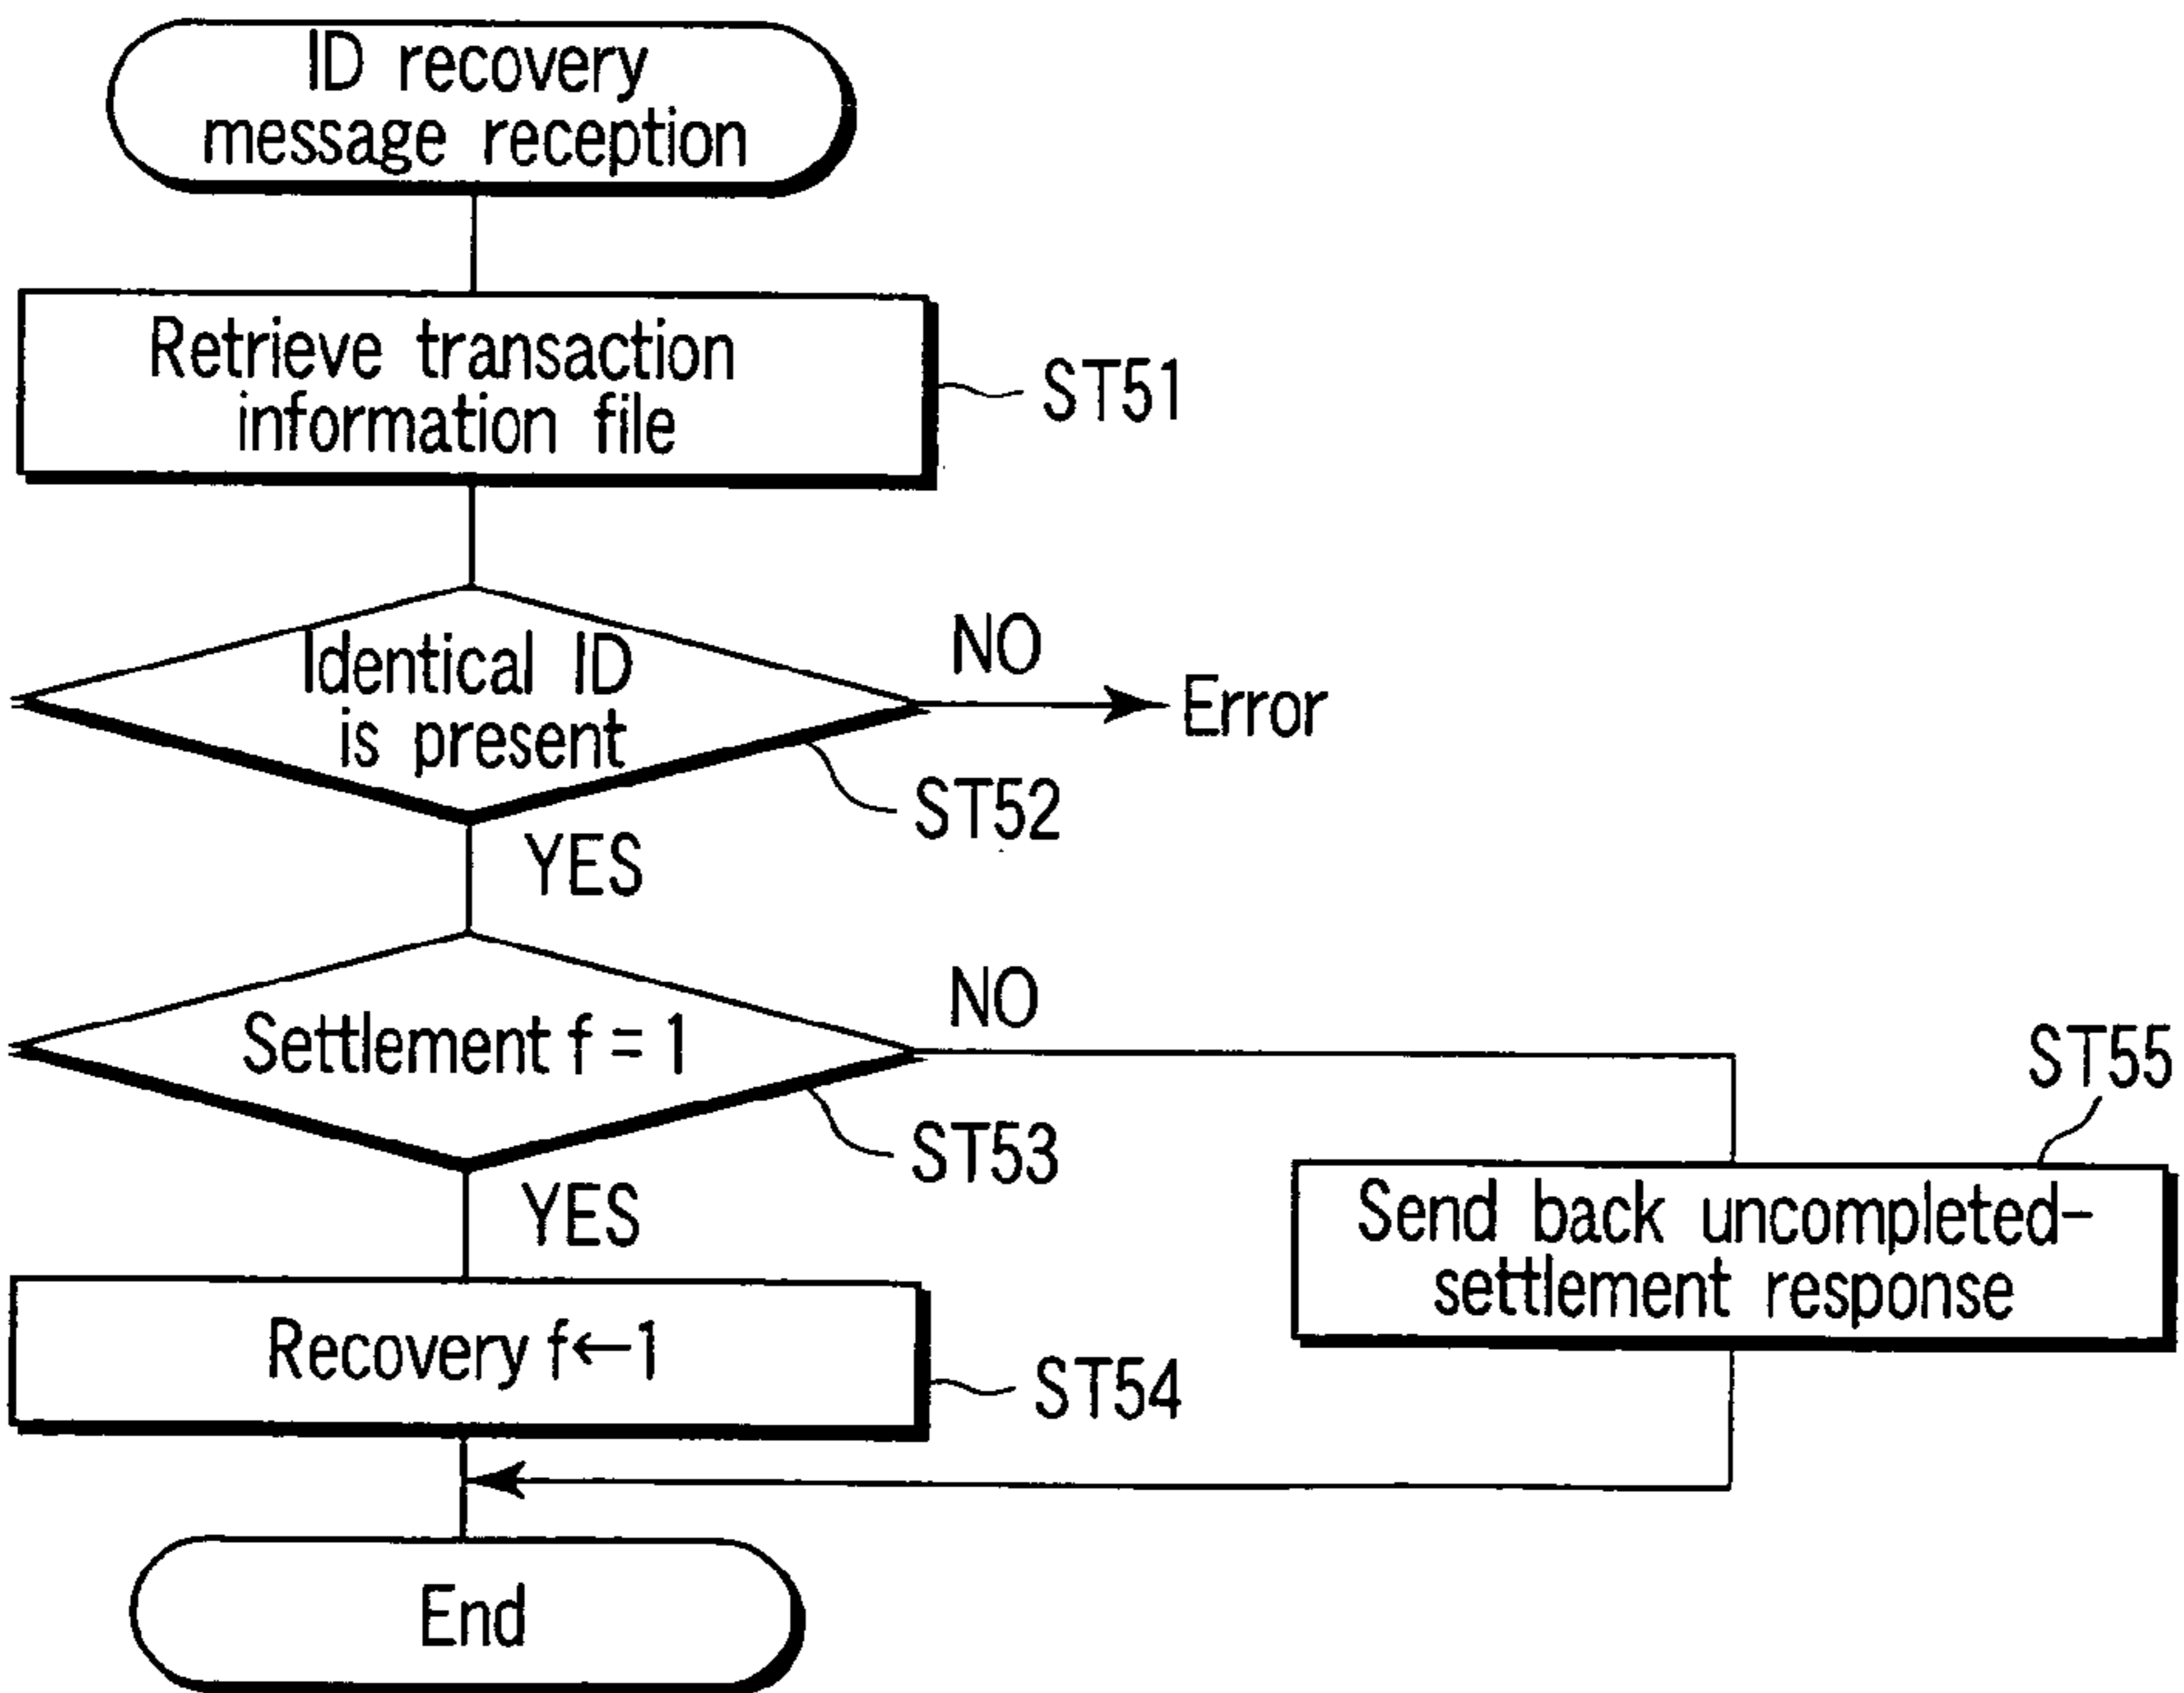 ID recovery
message reception
Retrieve transaction
information file
ST51
Identical ID
is present
NO
Error
ST52
YES
Settlement f = 1
NO
ST53
YES
ST55
Send back uncompleted-
settlement response
Recovery f←1
ST54
End